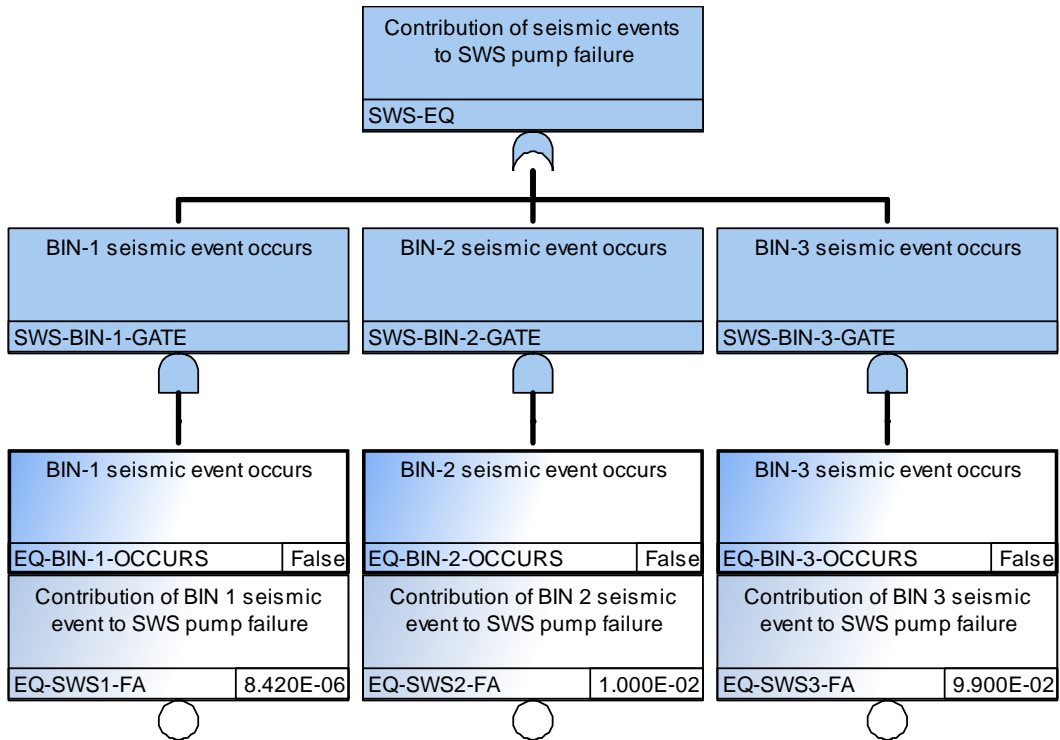 Contribution of seismic events
to SWS pump failure
SWS-EQ
BIN-1 seismic event occurs
SWS-BIN-1-GATE
BIN-2 seismic event occurs
SWS-BIN-2-GATE
BIN-3 seismic event occurs
SWS-BIN-3-GATE
BIN-1 seismic event occurs
EQ-BIN-1-OCCURS False
Contribution of BIN 1 seismic
event to SWS pump failure
EQ-SWS1-FA 8.420E-06
BIN-2 seismic event occurs
EQ-BIN-2-OCCURS False
Contribution of BIN 2 seismic
event to SWS pump failure
EQ-SWS2-FA 1.000E-02
BIN-3 seismic event occurs
EQ-BIN-3-OCCURS False
Contribution of BIN 3 seismic
event to SWS pump failure
EQ-SWS3-FA 9.900E-02